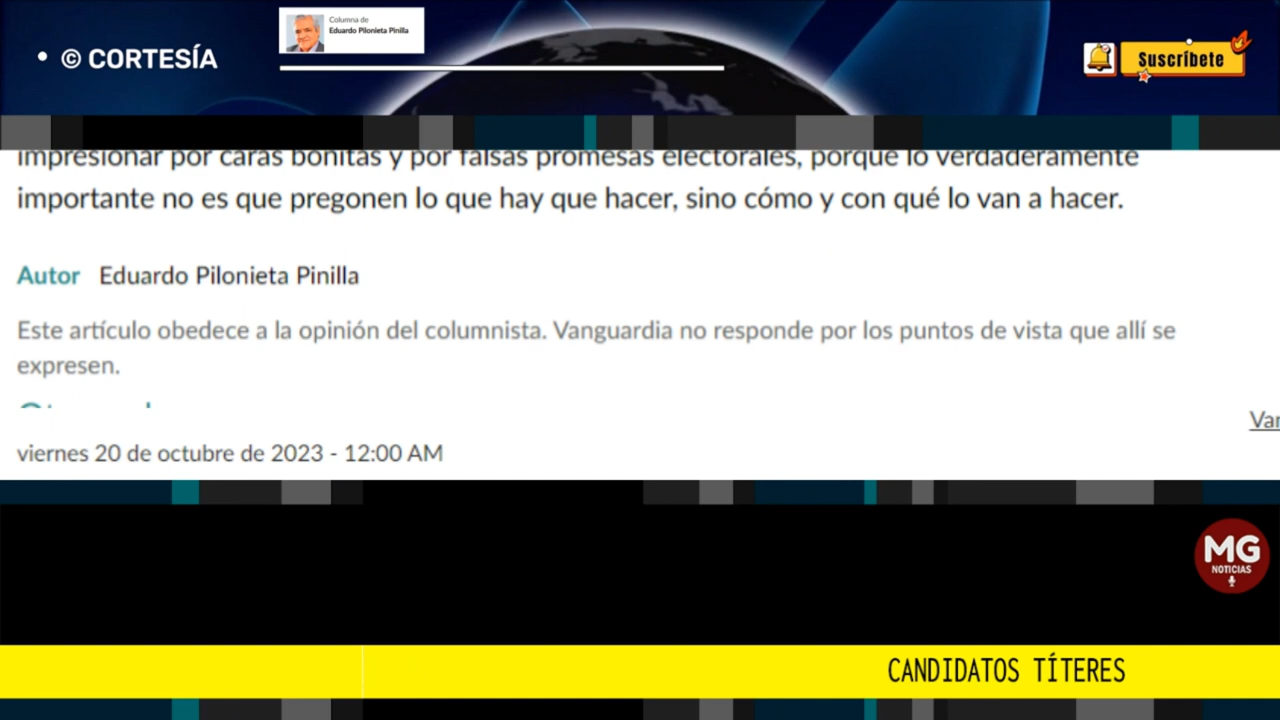 Columna de
Eduardo Pilonieta Pinilla
• © CORTESÍA
Suscríbete
impresionar por caras bonitas y por falsas promesas electorales, porque lo verdaderamente
importante no es que pregonen lo que hay que hacer, sino cómo y con qué lo van a hacer.
Autor Eduardo Pilonieta Pinilla
Este artículo obedece a la opinión del columnista. Vanguardia no responde por los puntos de vista que allí se
expresen.
Van
viernes 20 de octubre de 2023 - 12:00 AM
MG
NOTICIAS
CANDIDATOS TÍTERES